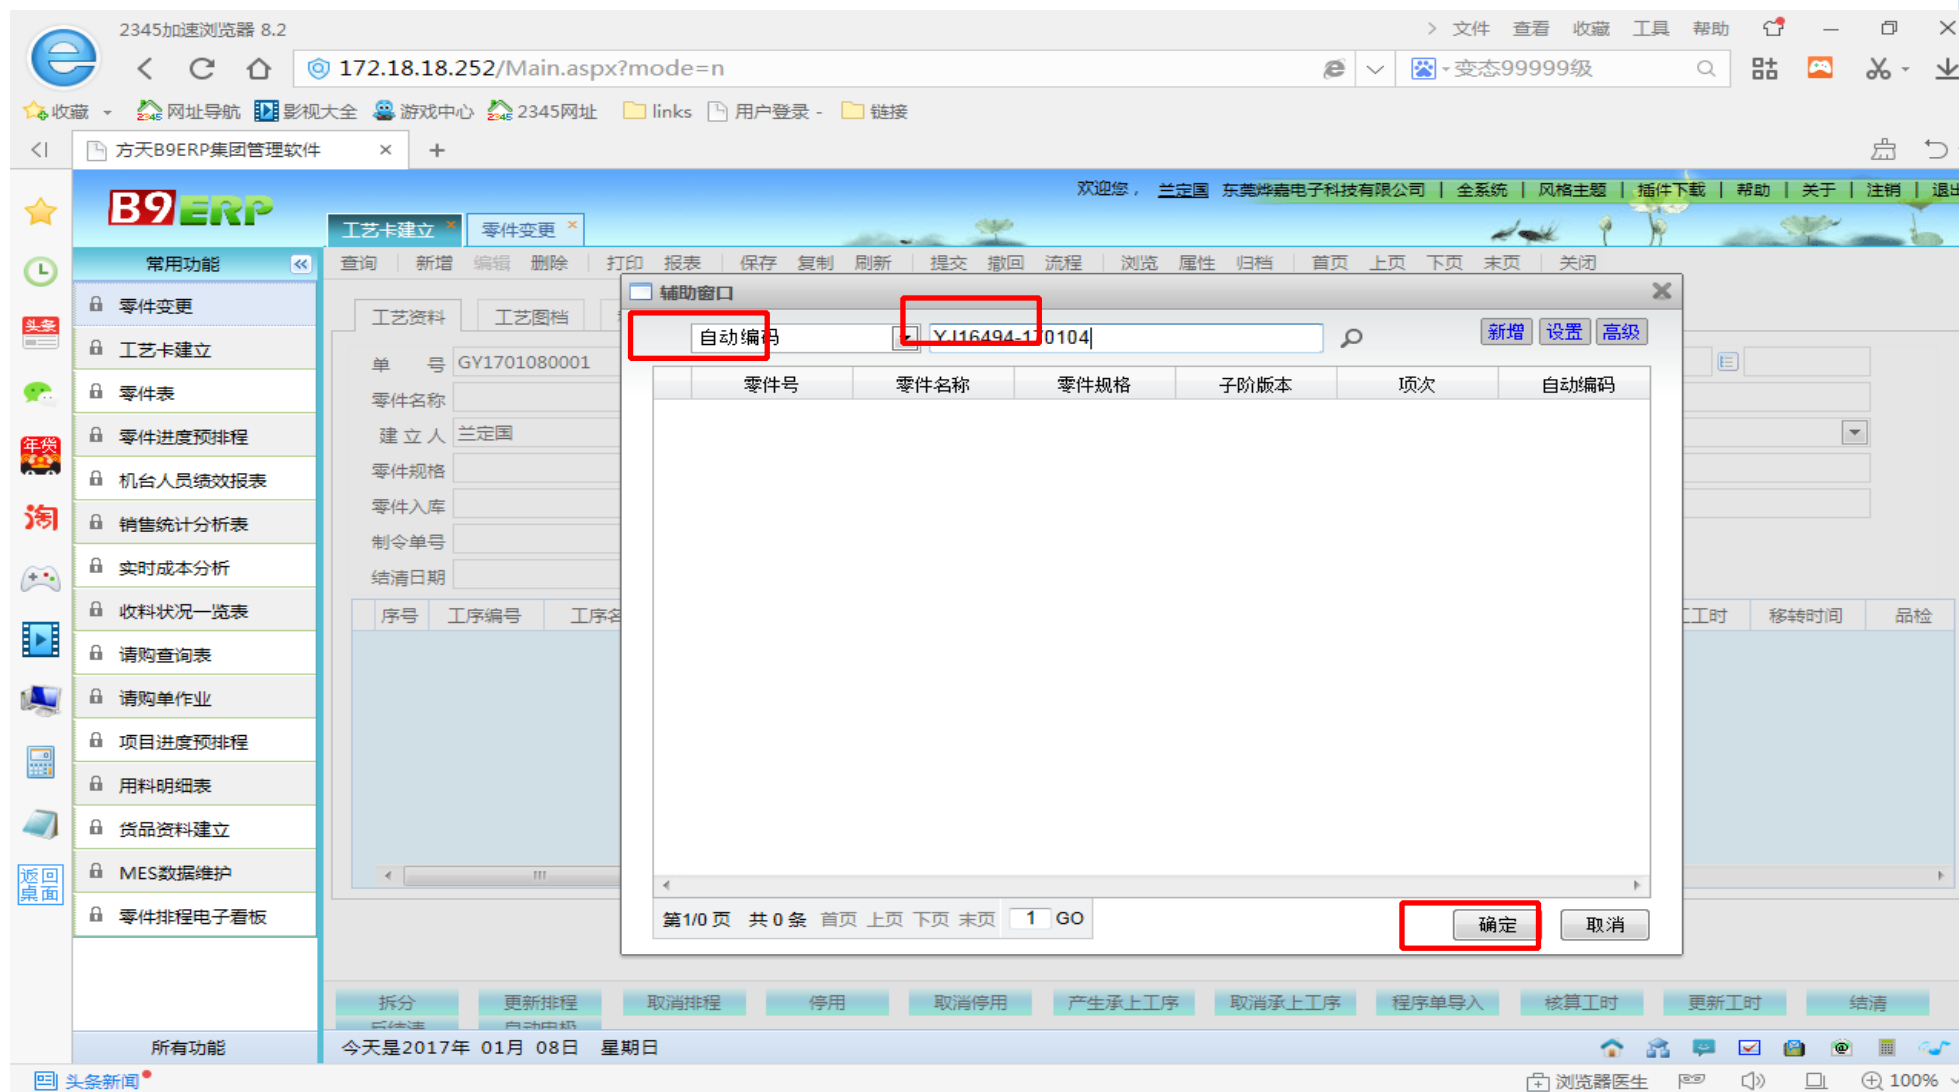 2345加速浏览器 8.2
文件 查看 收藏 工具 帮助
172.18.18.252/Main.aspx?mode=n
变态99999级
收藏 网址导航 影视大全 游戏中心 2345网址 links 用户登录 - 链接
方天B9ERP集团管理软件
B9 ERP
欢迎您， 兰定国 东莞烨嘉电子科技有限公司 | 全系统 | 风格主题 | 插件下载 | 帮助 | 关于 | 注销 | 退出
工艺卡建立 零件变更
常用功能
查询 新增 编辑 删除 打印 报表 保存 复制 刷新 提交 撤回 流程 浏览 属性 归档 首页 上页 下页 末页 关闭
头条
年货
淘
返回桌面
零件变更
工艺卡建立
零件表
零件进度预排程
机台人员绩效报表
销售统计分析表
实时成本分析
收料状况一览表
请购查询表
请购单作业
项目进度预排程
用料明细表
货品资料建立
MES数据维护
零件排程电子看板
所有功能
工艺资料 工艺图档
单 号 GY1701080001
零件名称
建 立 人 兰定国
零件规格
零件入库
制令单号
结清日期
序号 工序编号 工序名
工时 移转时间 品检
辅助窗口
自动编码 YJ16494-170104
新增 设置 高级
零件号 零件名称 零件规格 子阶版本 项次 自动编码
第1/0 页 共 0 条 首页 上页 下页 末页 1 GO
确定 取消
拆分 更新排程 取消排程 停用 取消停用 产生承上工序 取消承上工序 程序单导入 核算工时 更新工时 结清
反结清 自动电极
今天是2017年 01月 08日 星期日
头条新闻
浏览器医生
100%